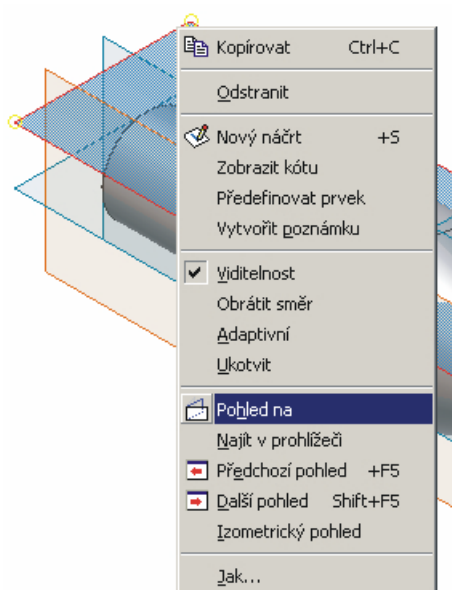 Kopírovat Ctrl+C
Odstranit
Nový náčrt +S
Zobrazit kótu
Předefinovat prvek
Vytvořit poznámku
Viditelnost
Obrátit směr
Adaptivní
Ukotvit
Pohled na
Najít v prohlížeči
Předchozí pohled +F5
Další pohled Shift+F5
Izometrický pohled
Jak...